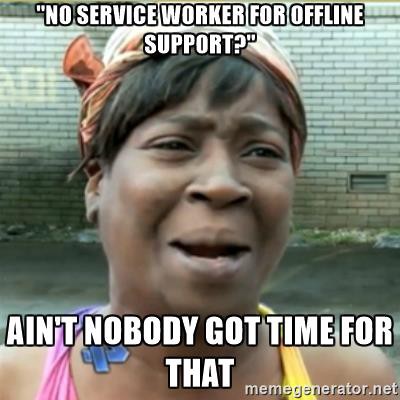 "NO SERVICE WORKER FOR OFFLINE
SUPPORT?"
AIN'T NOBODY GOT TIME FOR
THAT
memegenerator.net